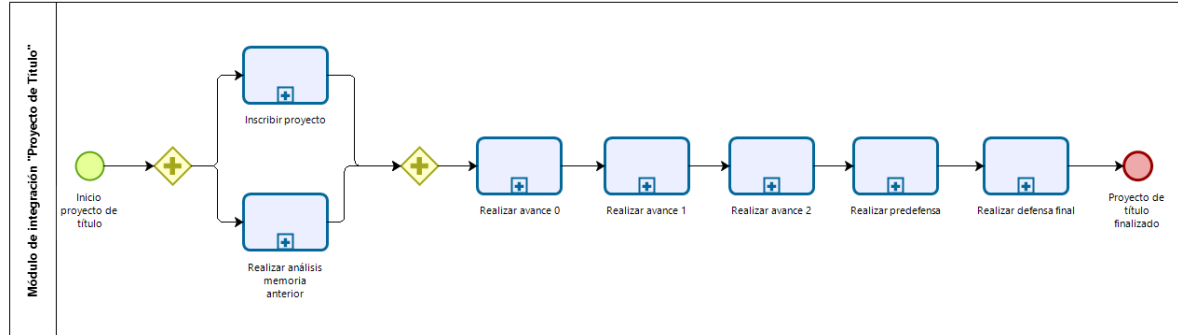 Módulo de integración "Proyecto de Título"
Inicio
proyecto de
título
Inscribir proyecto
Realizar análisis
memoria
anterior
Realizar avance 0
Realizar avance 1
Realizar avance 2
Realizar predefensa
Realizar defensa final
Proyecto de
título
finalizado